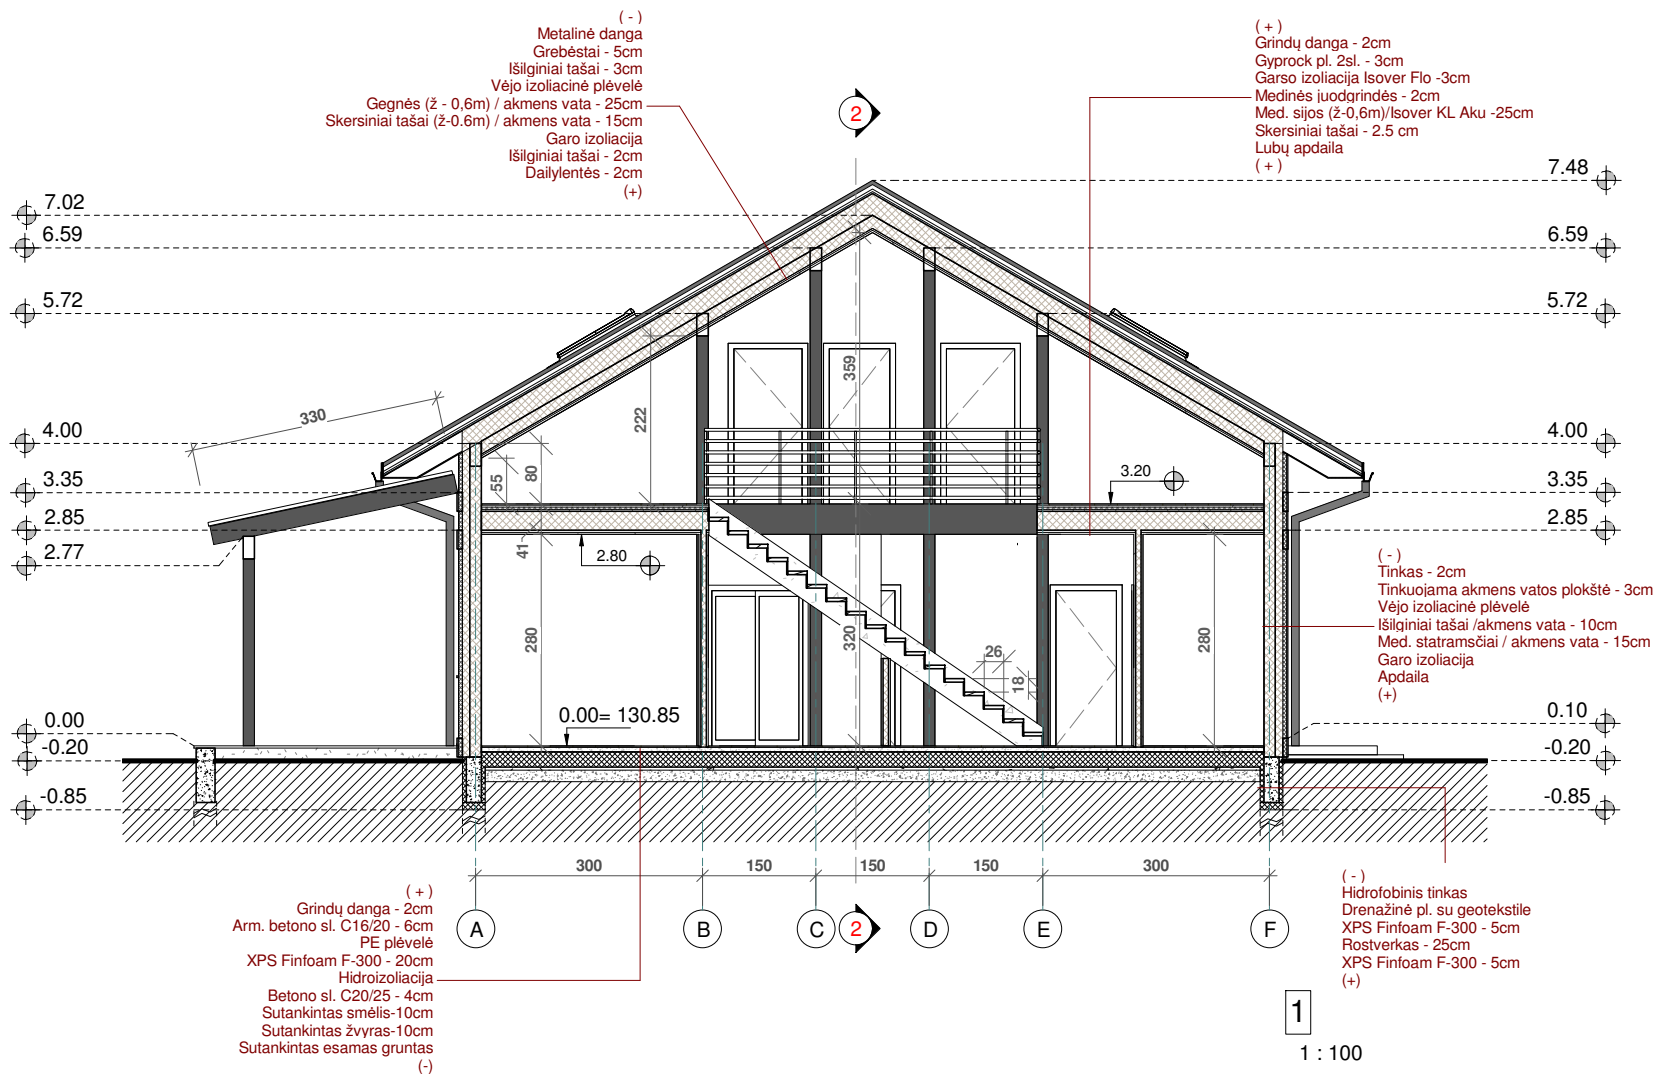 ( - )
Metalinė danga
Grebėstai - 5cm
Išilginiai tašai - 3cm
Vėjo izoliacinė plėvelė
Gegnės (ž - 0,6m) / akmens vata - 25cm
Skersiniai tašai (ž-0.6m) / akmens vata - 15cm
Garo izoliacija
Išilginiai tašai - 2cm
Dailylentės - 2cm
(+)
( + )
Grindų danga - 2cm
Gyprock pl. 2sl. - 3cm
Garso izoliacija Isover Flo -3cm
Medinės juodgrindės - 2cm
Med. sijos (ž-0,6m)/Isover KL Aku -25cm
Skersiniai tašai - 2.5 cm
Lubų apdaila
( + )
2
7.02
6.59
5.72
4.00
3.35
2.85
2.77
0.00
-0.20
-0.85
7.48
6.59
5.72
4.00
3.35
2.85
0.10
-0.20
-0.85
330
222
359
80
55
3.20
41
2.80
280
320
26
18
280
0.00= 130.85
( - )
Tinkas - 2cm
Tinkuojama akmens vatos plokštė - 3cm
Vėjo izoliacinė plėvelė
Išilginiai tašai /akmens vata - 10cm
Med. statramsčiai / akmens vata - 15cm
Garo izoliacija
Apdaila
(+)
300
150
150
150
300
A
B
C
2
D
E
F
( + )
Grindų danga - 2cm
Arm. betono sl. C16/20 - 6cm
PE plėvelė
XPS Finfoam F-300 - 20cm
Hidroizoliacija
Betono sl. C20/25 - 4cm
Sutankintas smėlis-10cm
Sutankintas žvyras-10cm
Sutankintas esamas gruntas
(-)
( - )
Hidrofobinis tinkas
Drenažinė pl. su geotekstile
XPS Finfoam F-300 - 5cm
Rostverkas - 25cm
XPS Finfoam F-300 - 5cm
(+)
1
1 : 100